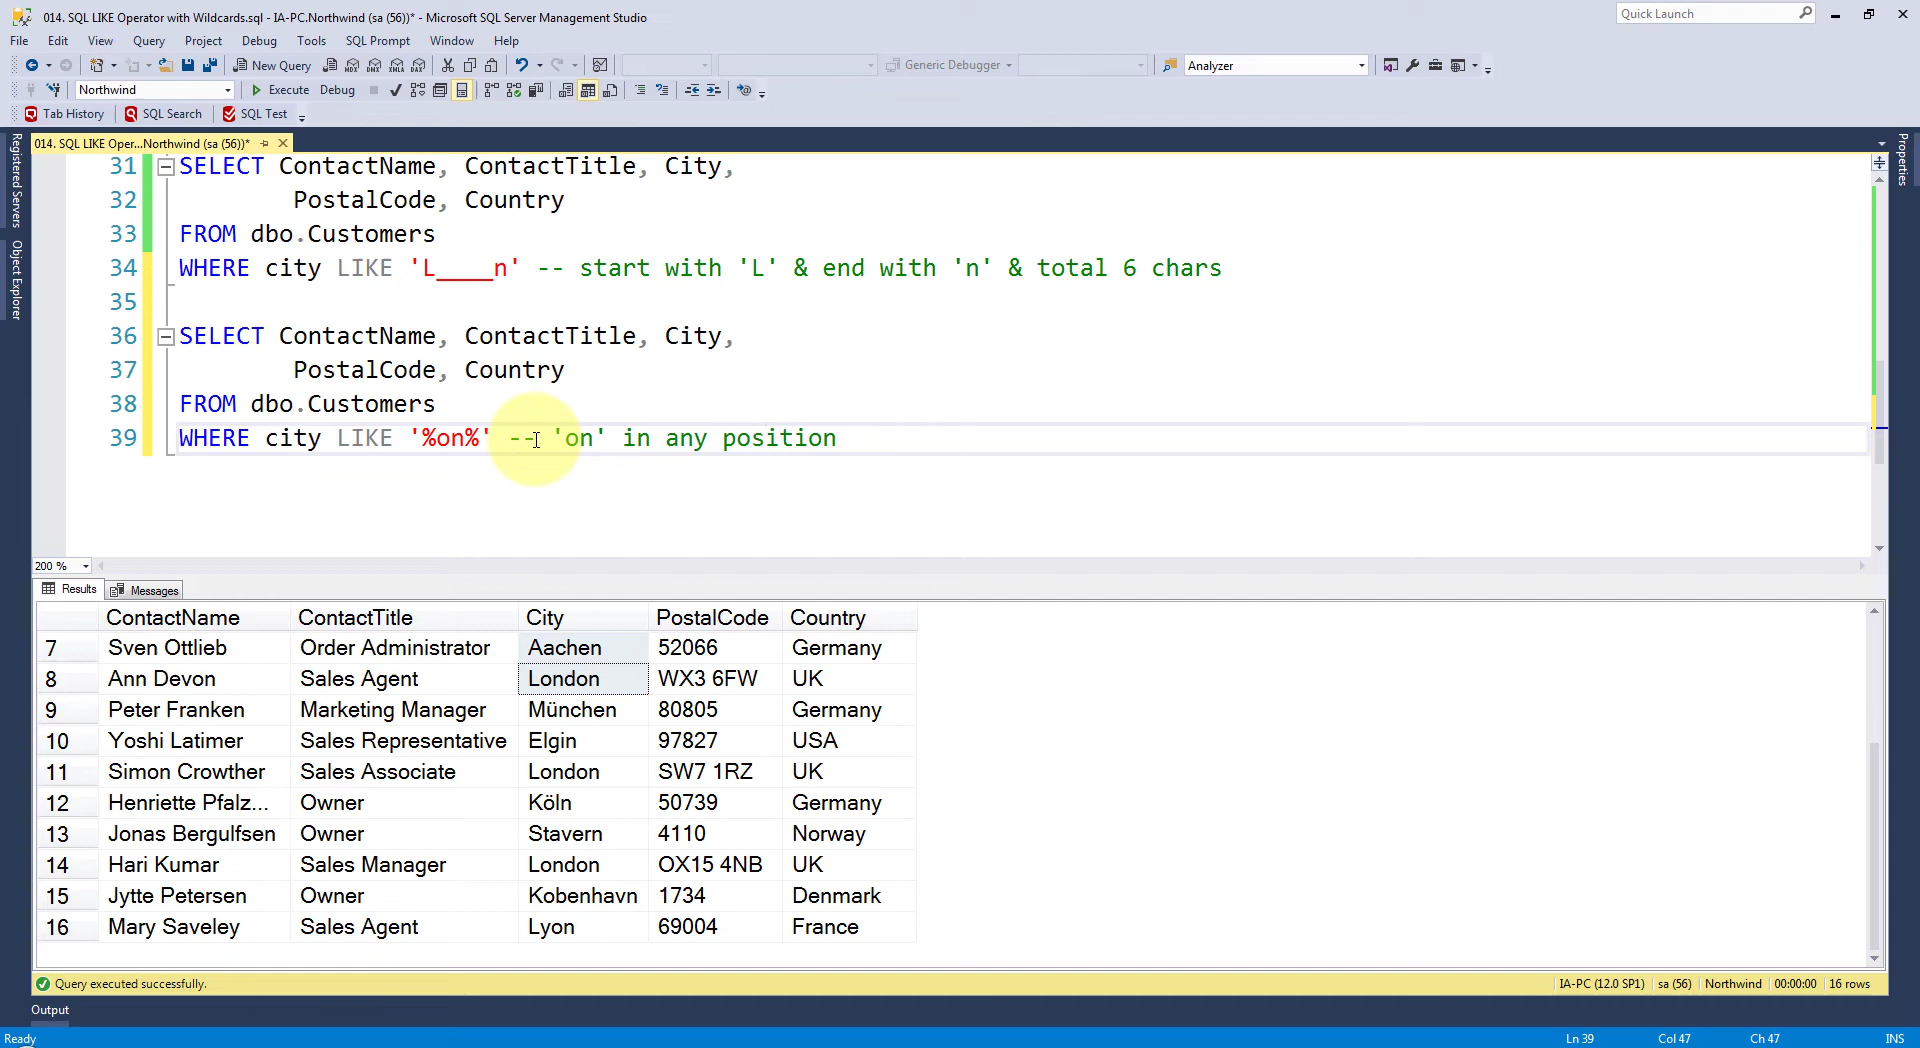 014. SQL LIKE Operator with Wildcards.sql - IA-PC.Northwind (sa (56))* - Microsoft SQL Server Management Studio
Quick Launch
File Edit View Query Project Debug Tools SQL Prompt Window Help
New Query MDX DMX XMLA DAX Generic Debugger Analyzer
Northwind Execute Debug
Tab History SQL Search SQL Test
014. SQL LIKE Oper...Northwind (sa (56))*
Registered Servers
Object Explorer
Properties
31 SELECT ContactName, ContactTitle, City,
32 PostalCode, Country
33 FROM dbo.Customers
34 WHERE city LIKE 'L____n' -- start with 'L' & end with 'n' & total 6 chars
35
36 SELECT ContactName, ContactTitle, City,
37 PostalCode, Country
38 FROM dbo.Customers
39 WHERE city LIKE '%on%' -- 'on' in any position
200 %
Results Messages
ContactName ContactTitle City PostalCode Country
7 Sven Ottlieb Order Administrator Aachen 52066 Germany
8 Ann Devon Sales Agent London WX3 6FW UK
9 Peter Franken Marketing Manager München 80805 Germany
10 Yoshi Latimer Sales Representative Elgin 97827 USA
11 Simon Crowther Sales Associate London SW7 1RZ UK
12 Henriette Pfalz... Owner Köln 50739 Germany
13 Jonas Bergulfsen Owner Stavern 4110 Norway
14 Hari Kumar Sales Manager London OX15 4NB UK
15 Jytte Petersen Owner Kobenhavn 1734 Denmark
16 Mary Saveley Sales Agent Lyon 69004 France
Query executed successfully. IA-PC (12.0 SP1) sa (56) Northwind 00:00:00 16 rows
Output
Ready Ln 39 Col 47 Ch 47 INS